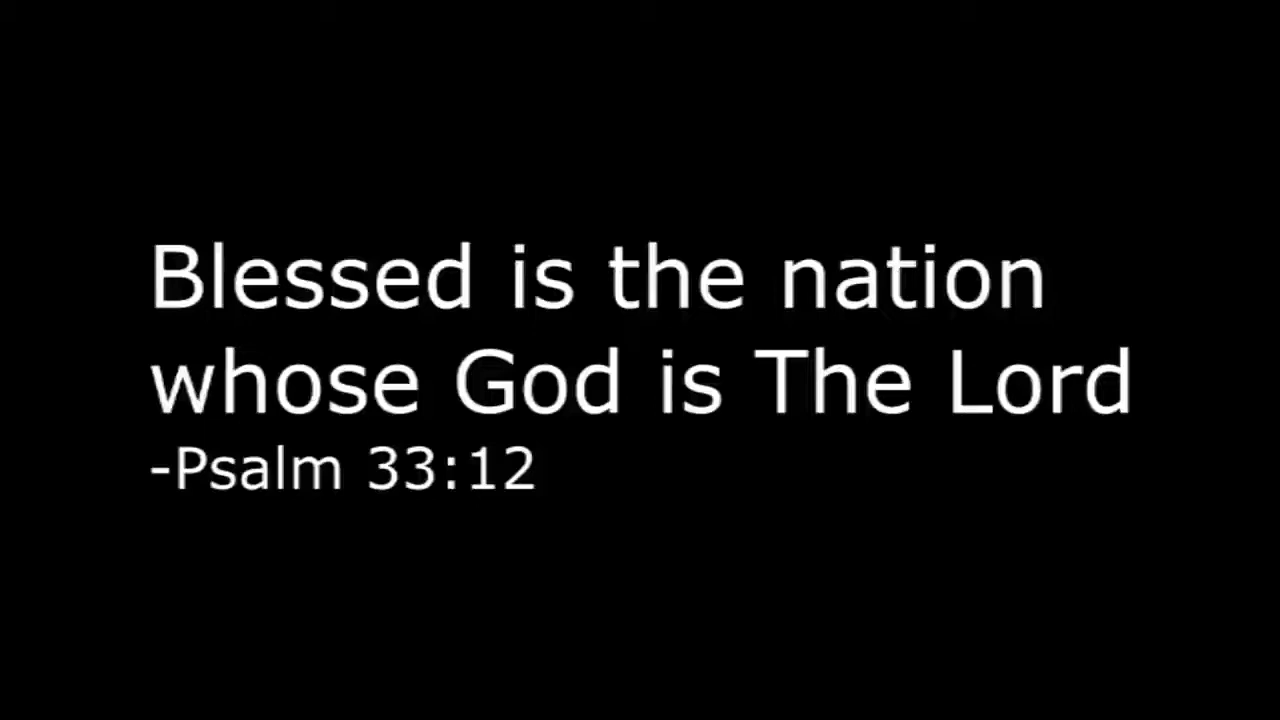 Blessed is the nation
whose God is The Lord
-Psalm 33:12